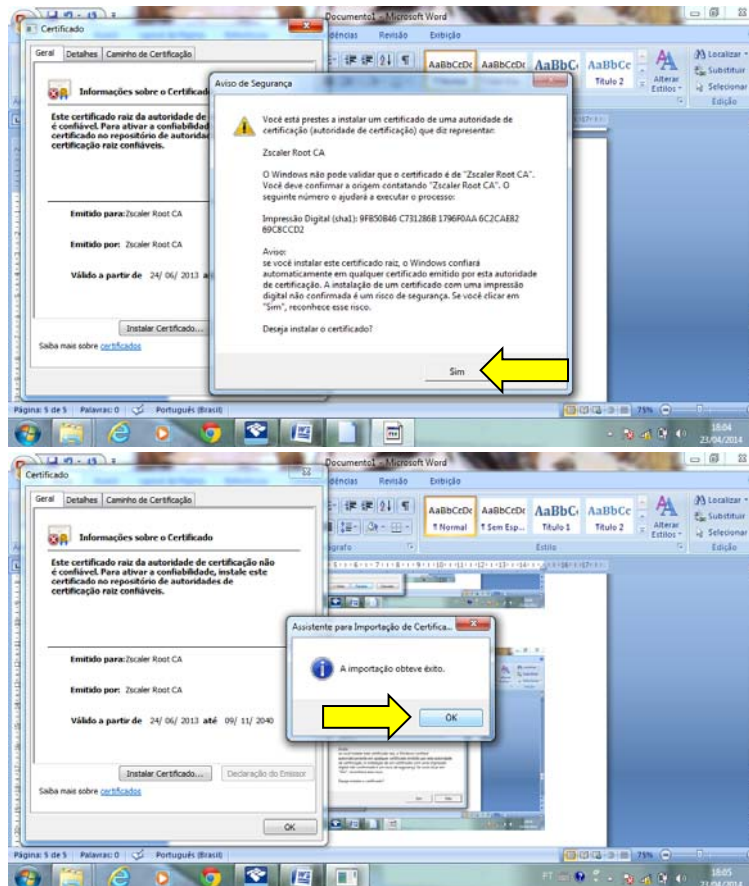 Documento1 - Microsoft Word
Certificado
Revisão Exibição
Geral Detalhes Caminho de Certificação
AaBbCcDc AaBbCcDc AaBbC AaBbCc
Título 2
Alterar Estilos
Localizar
Substituir
Selecionar
Edição
Informações sobre o Certificado
Este certificado raiz da autoridade de
é confiável. Para ativar a confiabilidad
certificado no repositório de autoridad
certificação raiz confiáveis.
Emitido para: Zscaler Root CA
Emitido por: Zscaler Root CA
Válido a partir de 24/ 06/ 2013
Instalar Certificado...
Saiba mais sobre certificados
Aviso de Segurança
Você está prestes a instalar um certificado de uma autoridade de
certificação (autoridade de certificação) que diz representar:
Zscaler Root CA
O Windows não pode validar que o certificado é de "Zscaler Root CA".
Você deve confirmar a origem contatando "Zscaler Root CA". O
seguinte número o ajudará a executar o processo:
Impressão Digital (sha1): 9FB50B46 C731286B 1796F0AA 6C2CAEB2
69C8CCD2
Aviso:
se você instalar este certificado raiz, o Windows confiará
automaticamente em qualquer certificado emitido por esta autoridade
de certificação. A instalação de um certificado com uma impressão
digital não confirmada é um risco de segurança. Se você clicar em
"Sim", reconhece esse risco.
Deseja instalar o certificado?
Sim
Página: 5 de 5 Palavras: 0 Português (Brasil) 75%
18:04
23/04/2014
Documento1 - Microsoft Word
Certificado
Revisão Exibição
Geral Detalhes Caminho de Certificação
AaBbCcDc AaBbCcDc AaBbC AaBbCc
¶ Normal ¶ Sem Esp... Título 1 Título 2
Alterar Estilos
Localizar
Substituir
Selecionar
Estilo Edição
Informações sobre o Certificado
Este certificado raiz da autoridade de certificação não
é confiável. Para ativar a confiabilidade, instale este
certificado no repositório de autoridades de
certificação raiz confiáveis.
Emitido para: Zscaler Root CA
Emitido por: Zscaler Root CA
Válido a partir de 24/ 06/ 2013 até 09/ 11/ 2040
Instalar Certificado... Declaração do Emissor
Saiba mais sobre certificados
OK
Assistente para Importação de Certifica...
A importação obteve êxito.
OK
Página: 5 de 5 Palavras: 0 Português (Brasil) 75%
PT
18:05
23/04/2014